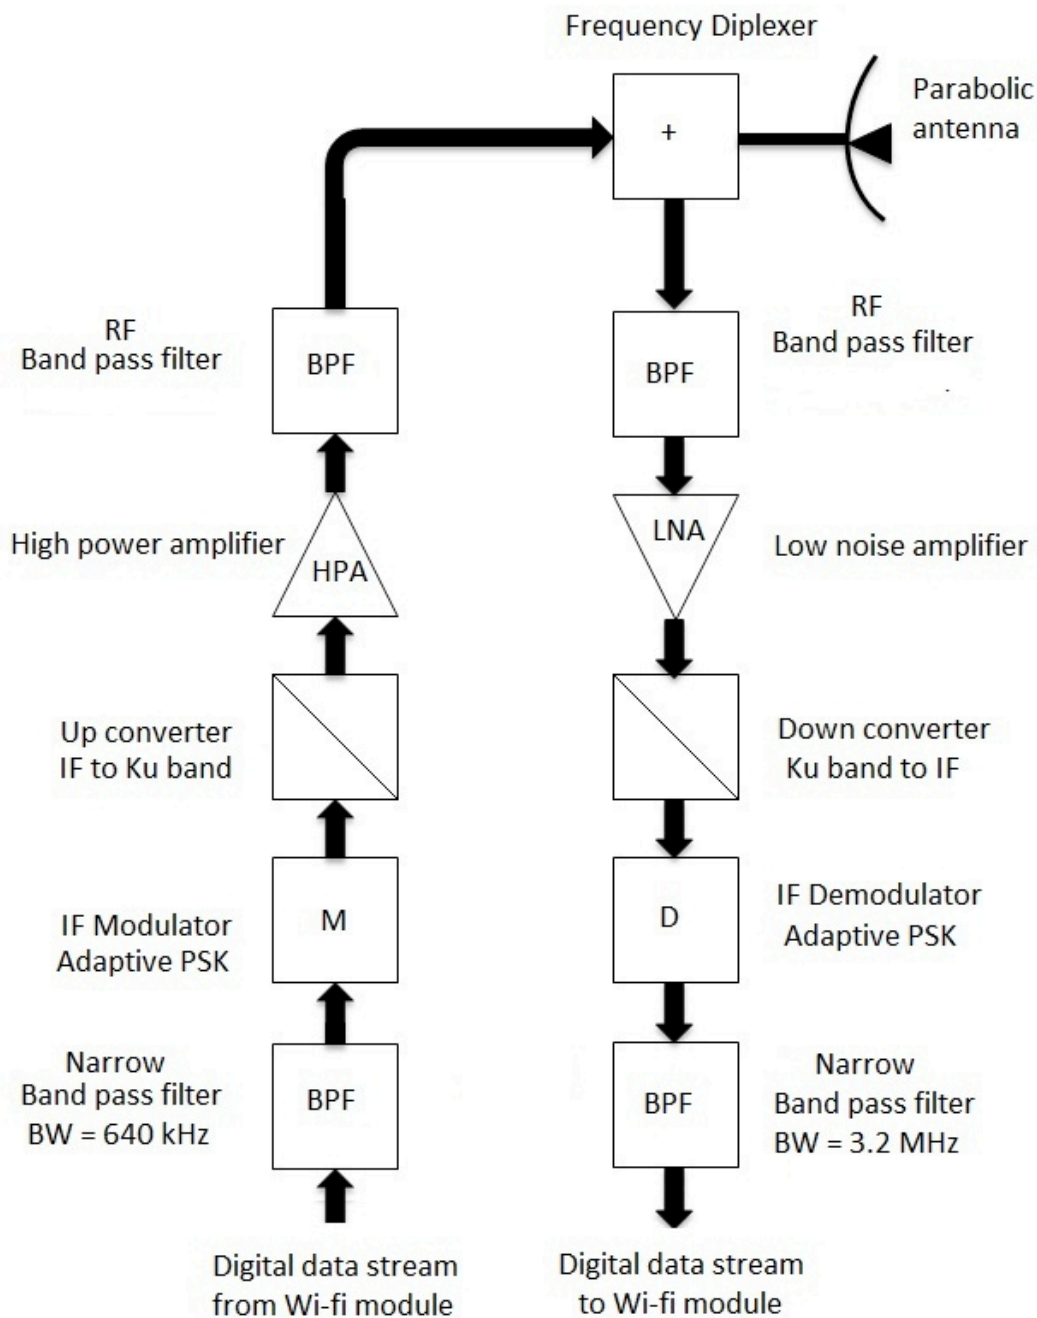 Frequency Diplexer
+
Parabolic
antenna
RF
Band pass filter
BPF
RF
Band pass filter
BPF
High power amplifier
HPA
LNA
Low noise amplifier
Up converter
IF to Ku band
Down converter
Ku band to IF
IF Modulator
Adaptive PSK
M
D
IF Demodulator
Adaptive PSK
Narrow
Band pass filter
BW = 640 kHz
BPF
BPF
Narrow
Band pass filter
BW = 3.2 MHz
Digital data stream
from Wi-fi module
Digital data stream
to Wi-fi module